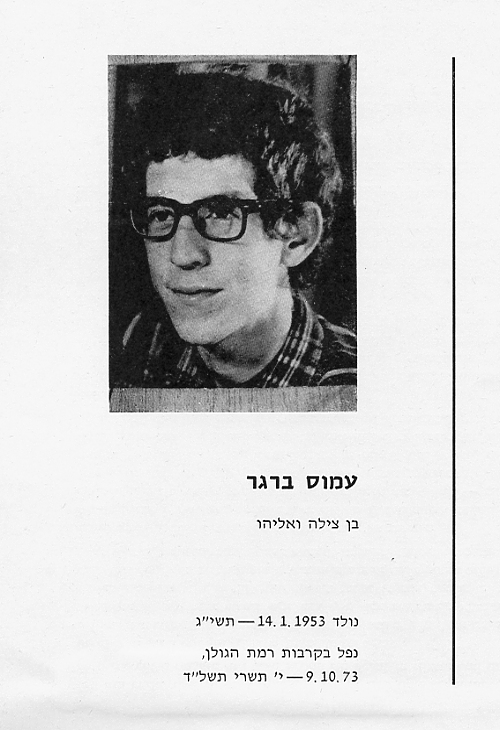 עמוס ברגר
בן צילה ואליהו
נולד 14.1.1953 — תשי״ג
נפל בקרבות רמת הגולן,
9.10.73 — י׳ תשרי תשל״ד